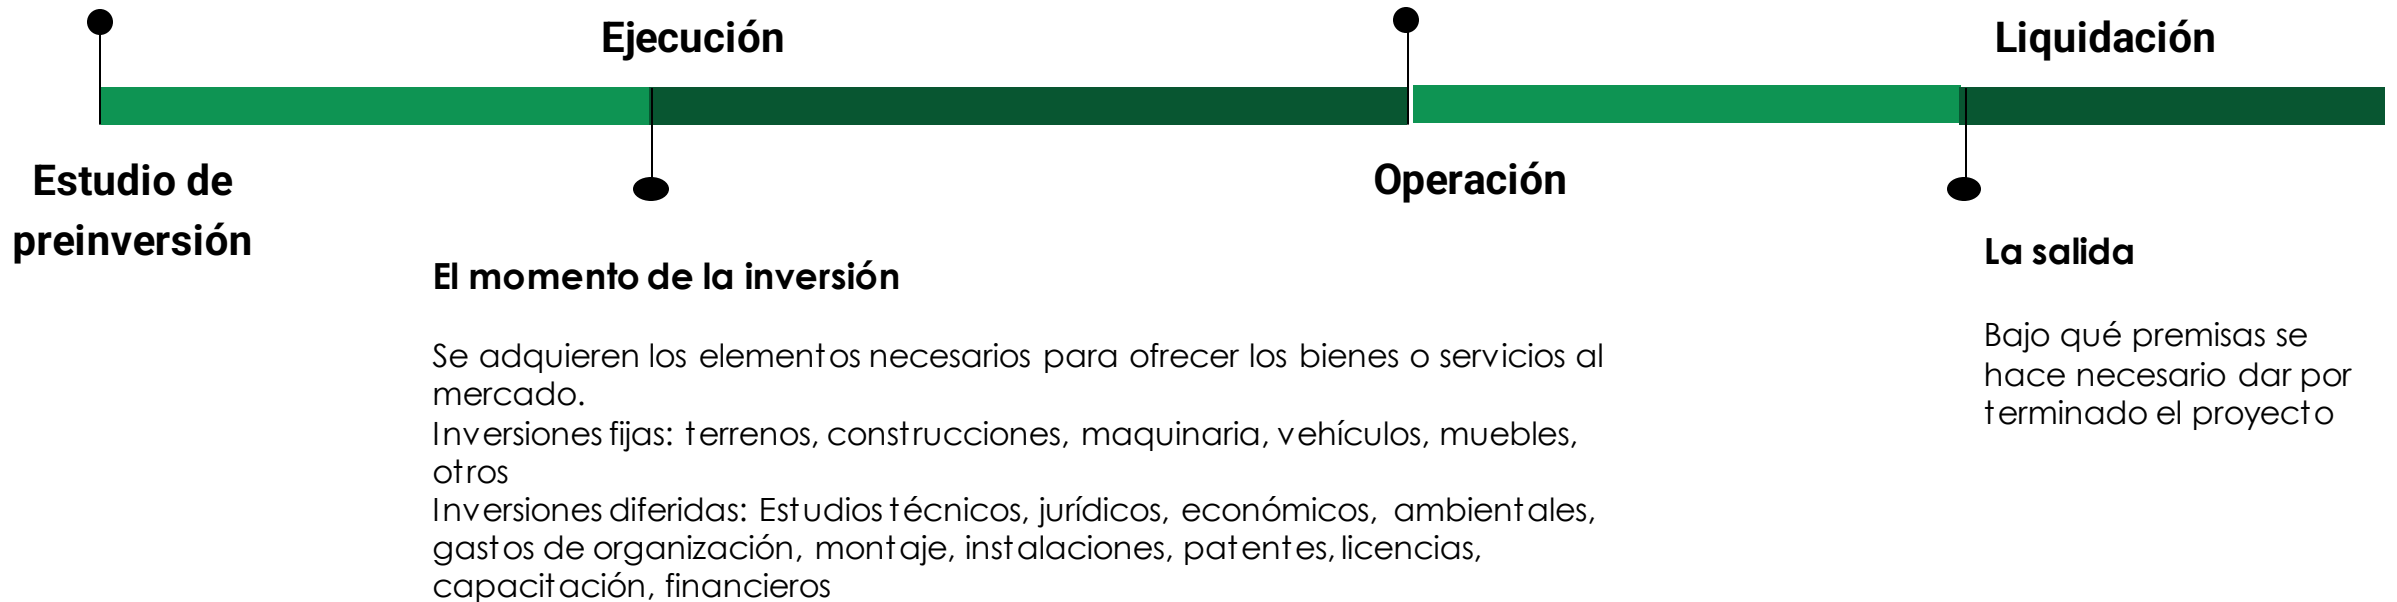 Ejecución
Liquidación
Estudio de
preinversión
Operación
El momento de la inversión
Se adquieren los elementos necesarios para ofrecer los bienes o servicios al
mercado.
Inversiones fijas: terrenos, construcciones, maquinaria, vehículos, muebles,
otros
Inversiones diferidas: Estudios técnicos, jurídicos, económicos, ambientales,
gastos de organización, montaje, instalaciones, patentes, licencias,
capacitación, financieros
La salida
Bajo qué premisas se
hace necesario dar por
terminado el proyecto